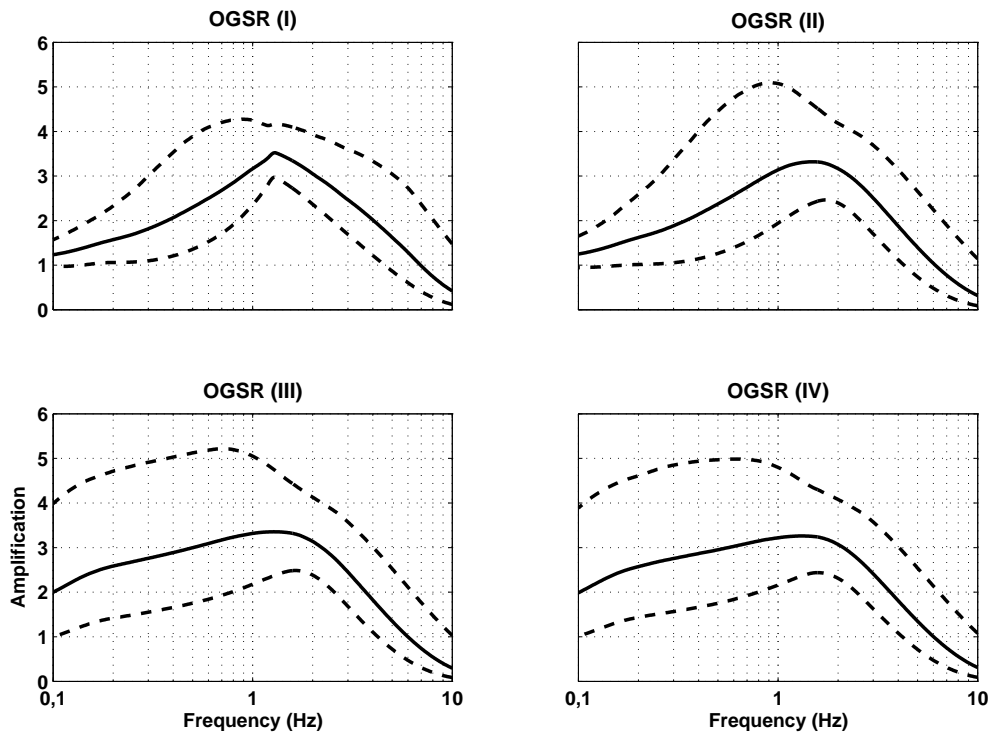 OGSR (I)
6
5
4
3
2
1
0
OGSR (II)
OGSR (III)
Amplification
6
5
4
3
2
1
0
0,1
1
10
Frequency (Hz)
OGSR (IV)
0,1
1
10
Frequency (Hz)